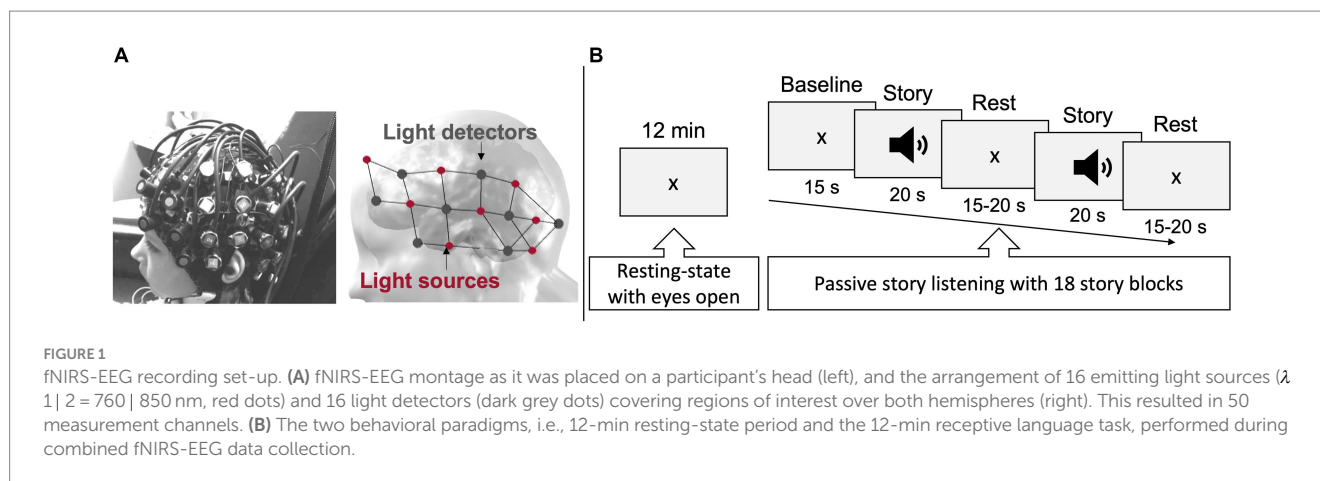 A
B
Light detectors
Light sources
12 min
x
Resting-state
with eyes open
Baseline
Story
Rest
Story
Rest
x
x
x
15 s
20 s
15-20 s
20 s
15-20 s
Passive story listening with 18 story blocks
FIGURE 1
fNIRS-EEG recording set-up. (A) fNIRS-EEG montage as it was placed on a participant's head (left), and the arrangement of 16 emitting light sources (λ
1 | 2 = 760 | 850 nm, red dots) and 16 light detectors (dark grey dots) covering regions of interest over both hemispheres (right). This resulted in 50
measurement channels. (B) The two behavioral paradigms, i.e., 12-min resting-state period and the 12-min receptive language task, performed during
combined fNIRS-EEG data collection.